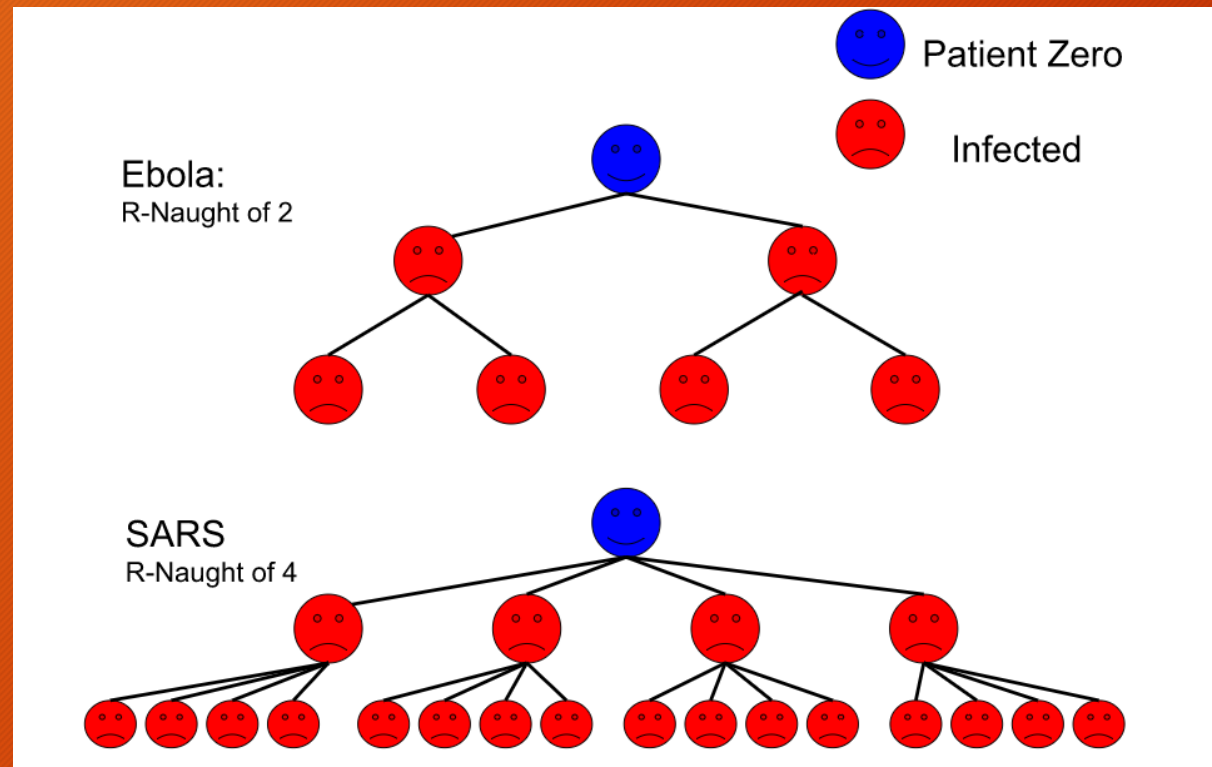 Patient Zero
Infected
Ebola:
R-Naught of 2
SARS
R-Naught of 4